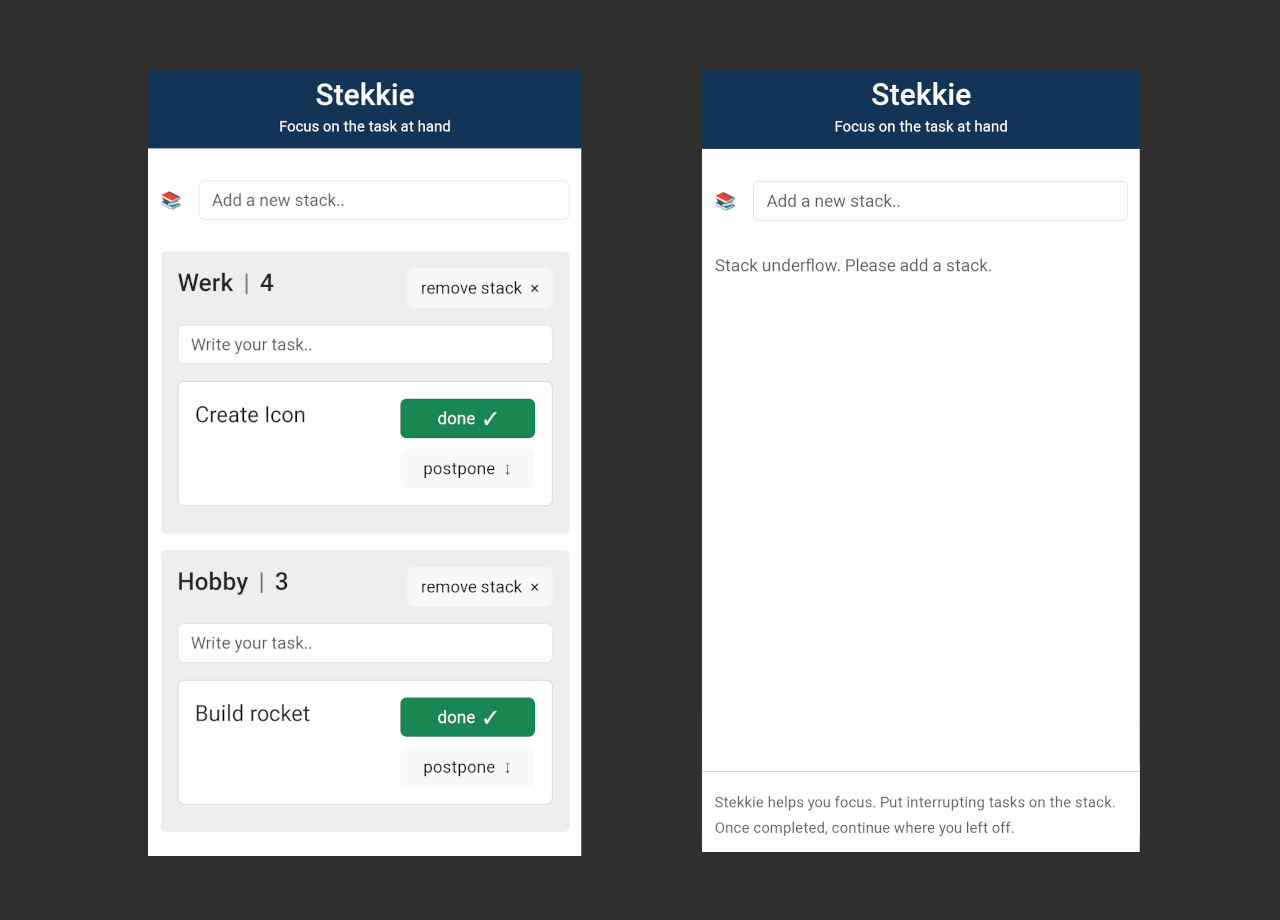 Stekkie
Focus on the task at hand
Add a new stack..
Werk | 4
remove stack ×
Write your task..
Create Icon
done ✓
postpone ↓
Hobby | 3
remove stack ×
Write your task..
Build rocket
done ✓
postpone ↓
Stekkie
Focus on the task at hand
Add a new stack..
Stack underflow. Please add a stack.
Stekkie helps you focus. Put interrupting tasks on the stack.
Once completed, continue where you left off.